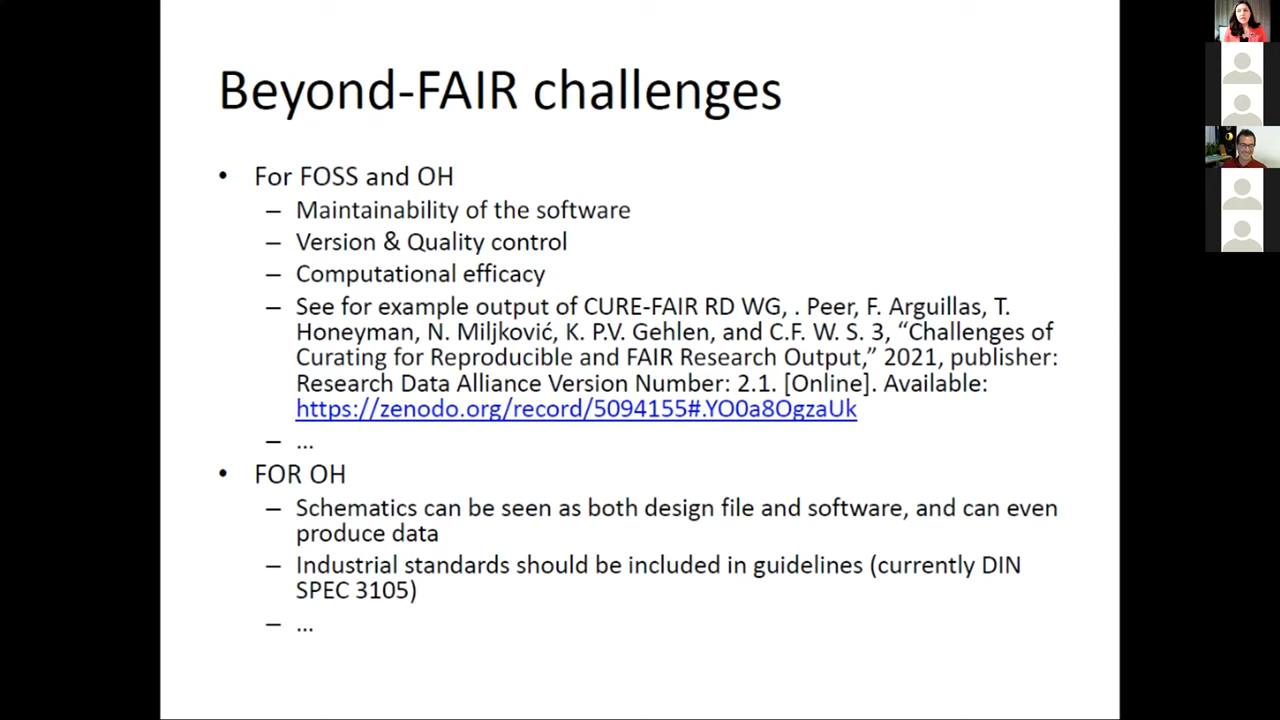 Beyond-FAIR challenges
• For FOSS and OH
– Maintainability of the software
– Version & Quality control
– Computational efficacy
– See for example output of CURE-FAIR RD WG, . Peer, F. Arguillas, T.
Honeyman, N. Miljković, K. P.V. Gehlen, and C.F. W. S. 3, “Challenges of
Curating for Reproducible and FAIR Research Output,” 2021, publisher:
Research Data Alliance Version Number: 2.1. [Online]. Available:
https://zenodo.org/record/5094155#.YO0a8OgzaUk
– ...
• FOR OH
– Schematics can be seen as both design file and software, and can even
produce data
– Industrial standards should be included in guidelines (currently DIN
SPEC 3105)
– ...